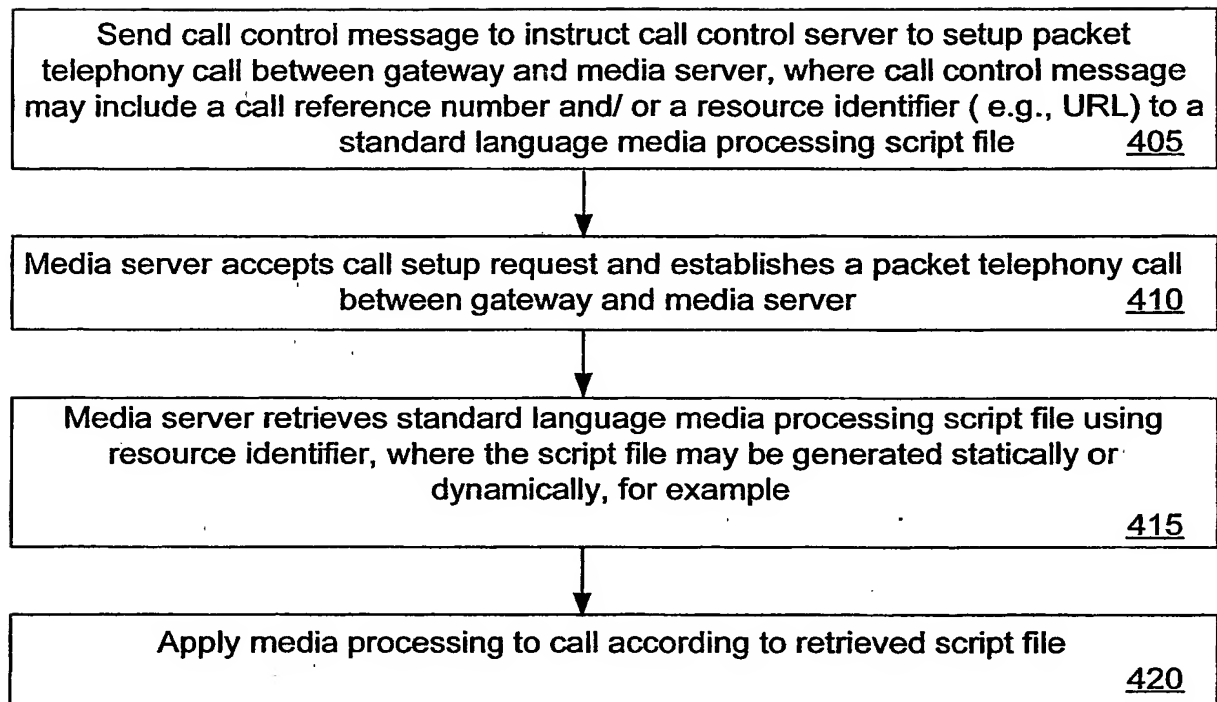 Send call control message to instruct call control server to setup packet
telephony call between gateway and media server, where call control message
may include a call reference number and/ or a resource identifier ( e.g., URL) to a
standard language media processing script file 405
Media server accepts call setup request and establishes a packet telephony call
between gateway and media server 410
Media server retrieves standard language media processing script file using
resource identifier, where the script file may be generated statically or
dynamically, for example
415
Apply media processing to call according to retrieved script file
420